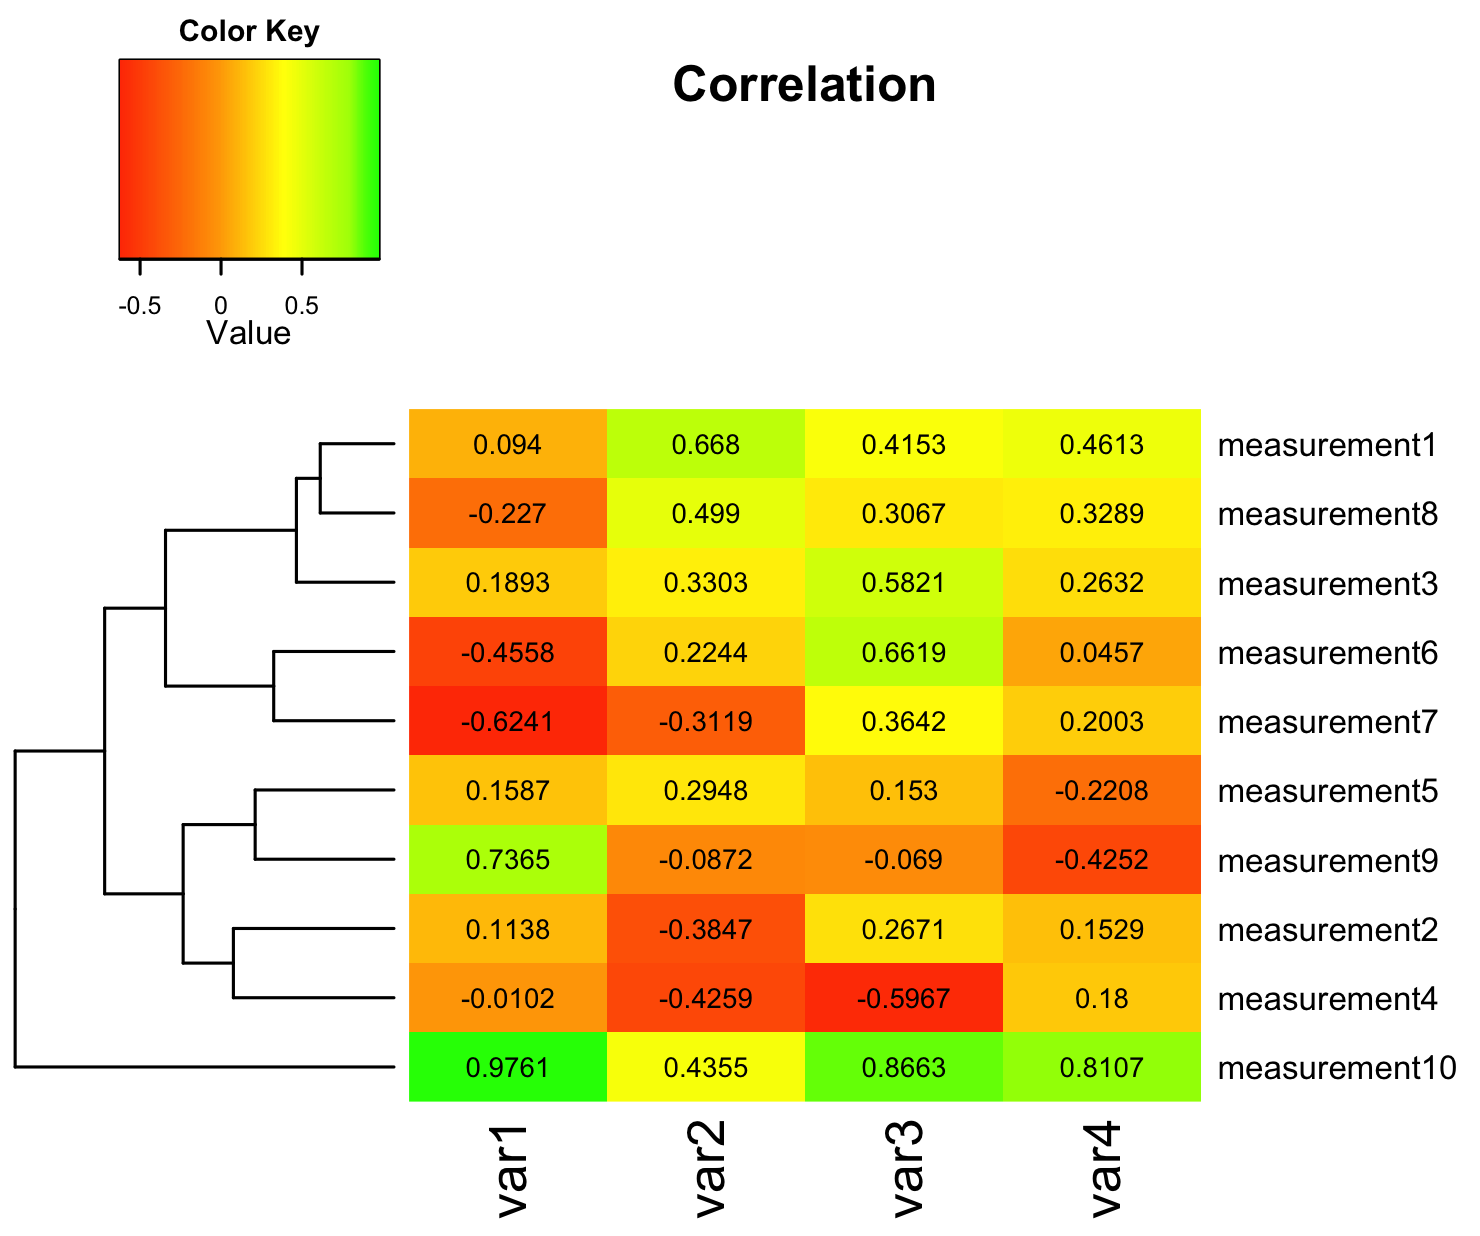 Color Key
Correlation
-0.5 0 0.5
Value
0.094 0.668 0.4153 0.4613 measurement1
-0.227 0.499 0.3067 0.3289 measurement8
0.1893 0.3303 0.5821 0.2632 measurement3
-0.4558 0.2244 0.6619 0.0457 measurement6
-0.6241 -0.3119 0.3642 0.2003 measurement7
0.1587 0.2948 0.153 -0.2208 measurement5
0.7365 -0.0872 -0.069 -0.4252 measurement9
0.1138 -0.3847 0.2671 0.1529 measurement2
-0.0102 -0.4259 -0.5967 0.18 measurement4
0.9761 0.4355 0.8663 0.8107 measurement10
var1 var2 var3 var4